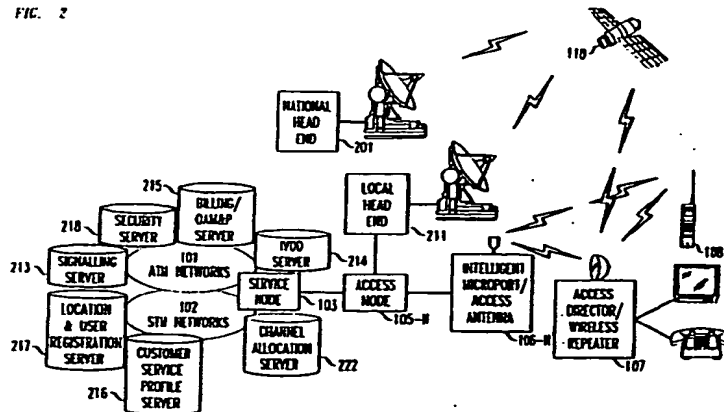 FIG. 2
110
NATIONAL
HEAD
END
201
215
BILLING/
OAM&P
SERVER
LOCAL
HEAD
END
211
218
SECURITY
SERVER
IVOD
SERVER
214
108
213
SIGNALLING
SERVER
101
ATM NETWORKS
SERVICE
NODE
103
ACCESS
NODE
105-N
INTELLIGENT
MICROPORT/
ACCESS
ANTENNA
106-N
ACCESS
DIRECTOR/
WIRELESS
REPEATER
107
102
STM NETWORKS
LOCATION
& USER
REGISTRATION
SERVER
217
CUSTOMER
SERVICE
PROFILE
SERVER
216
CHANNEL
ALLOCATION
SERVER
222